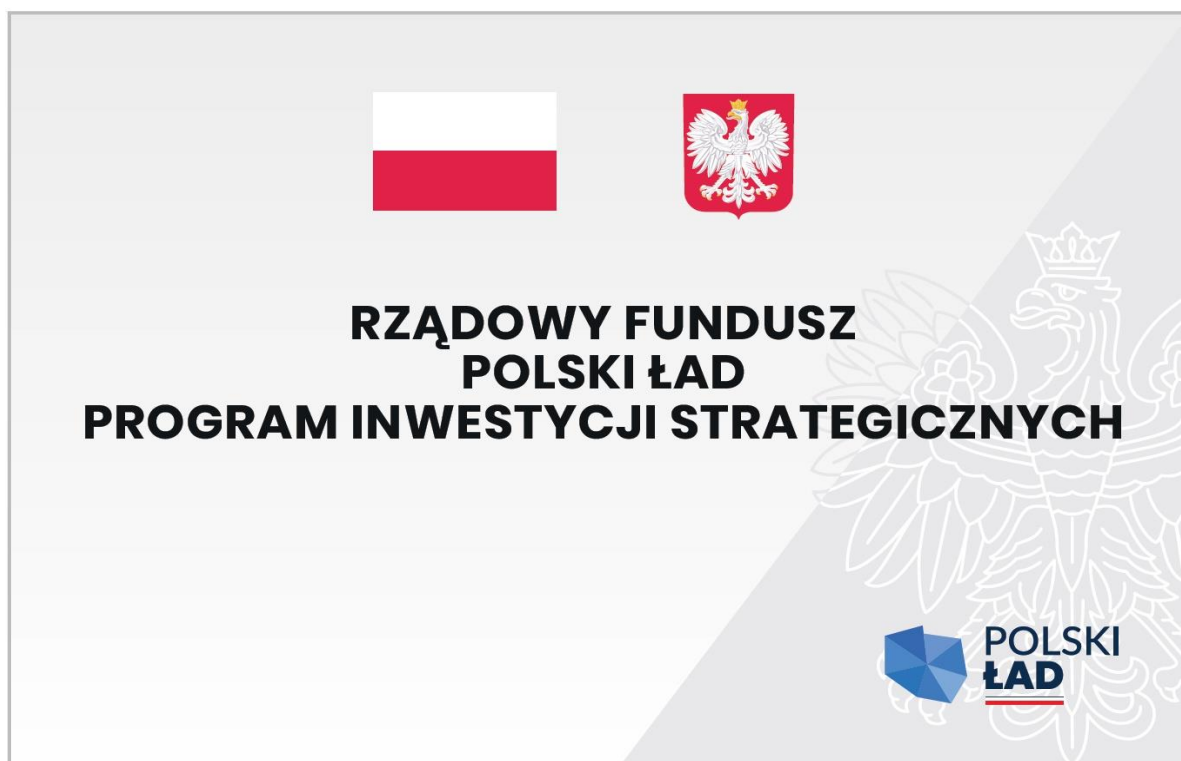 RZĄDOWY FUNDUSZ
POLSKI ŁAD
PROGRAM INWESTYCJI STRATEGICZNYCH
POLSKI
ŁAD